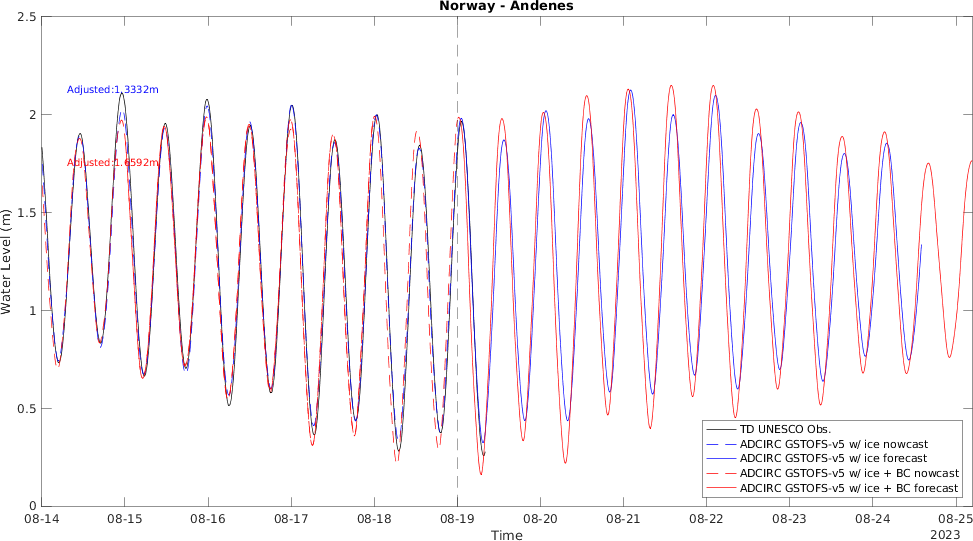 Norway - Andenes
2.5
2
1.5
1
0.5
0
Water Level (m)
Adjusted:1.3332m
Adjusted:1.6592m
TD UNESCO Obs.
ADCIRC GSTOFS-v5 w/ ice nowcast
ADCIRC GSTOFS-v5 w/ ice forecast
ADCIRC GSTOFS-v5 w/ ice + BC nowcast
ADCIRC GSTOFS-v5 w/ ice + BC forecast
08-14 08-15 08-16 08-17 08-18 08-19 08-20 08-21 08-22 08-23 08-24 08-25
Time
2023